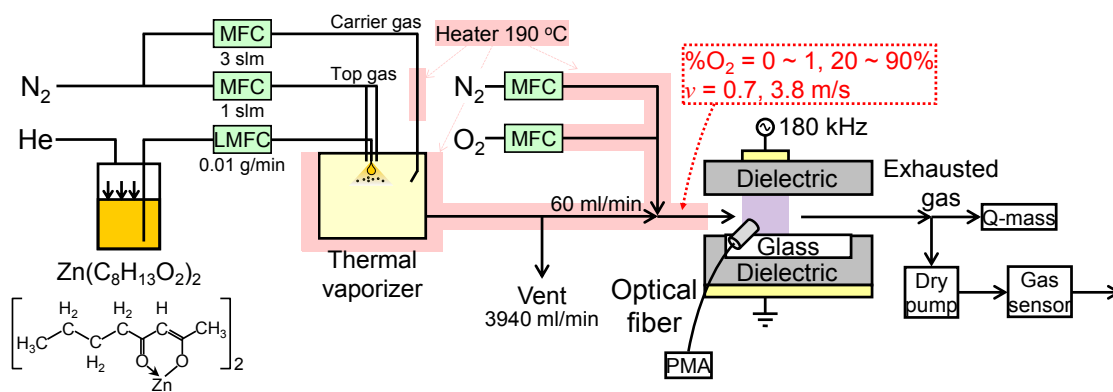 Carrier gas
MFC
3 slm
Heater 190 °C
%O₂ = 0 ~ 1, 20 ~ 90%
v = 0.7, 3.8 m/s
N₂
Top gas
MFC
1 slm
N₂
MFC
He
LMFC
0.01 g/min
O₂
MFC
180 kHz
Dielectric
Exhausted
gas
60 ml/min
Q-mass
Glass
Dielectric
Zn(C₈H₁₃O₂)₂
Thermal
vaporizer
Vent
3940 ml/min
Optical
fiber
Dry
pump
Gas
sensor
PMA
H₂
C
H₂
C
H
C
H₃C
C
H₂
C
C
CH₃
O
O
Zn
2